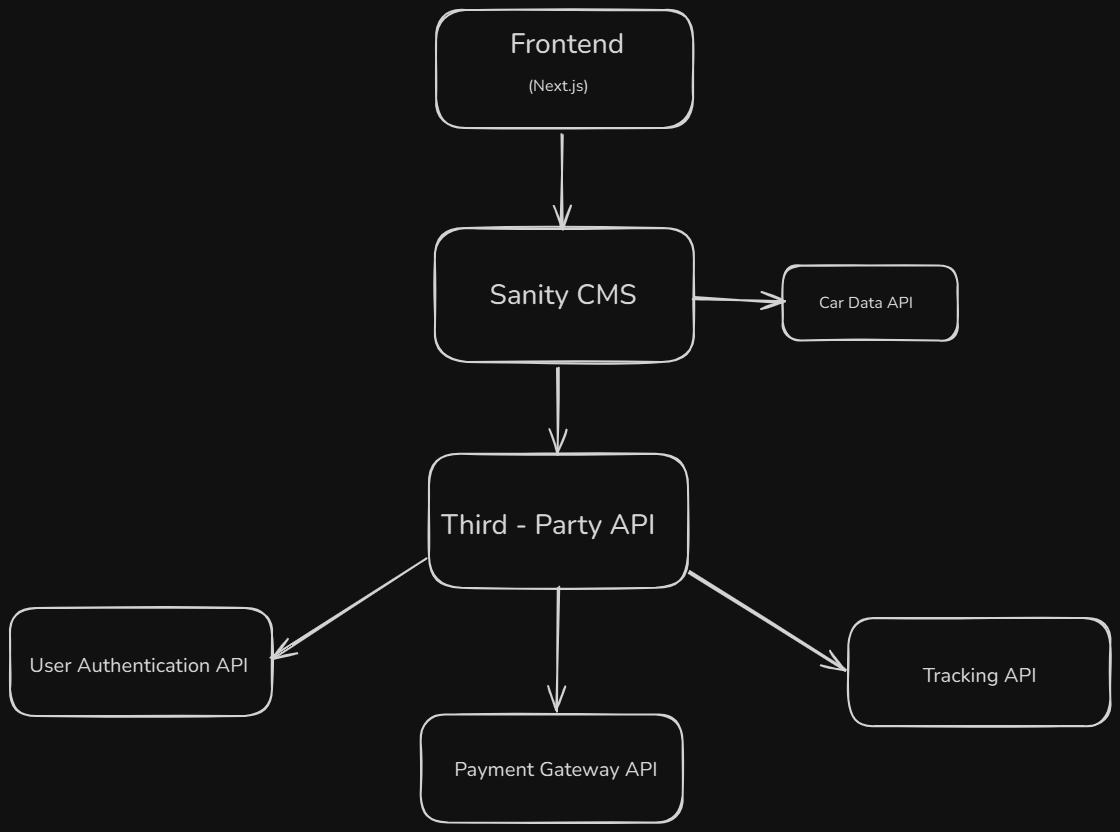 Frontend
(Next.js)
Sanity CMS
Car Data API
Third - Party API
User Authentication API
Tracking API
Payment Gateway API